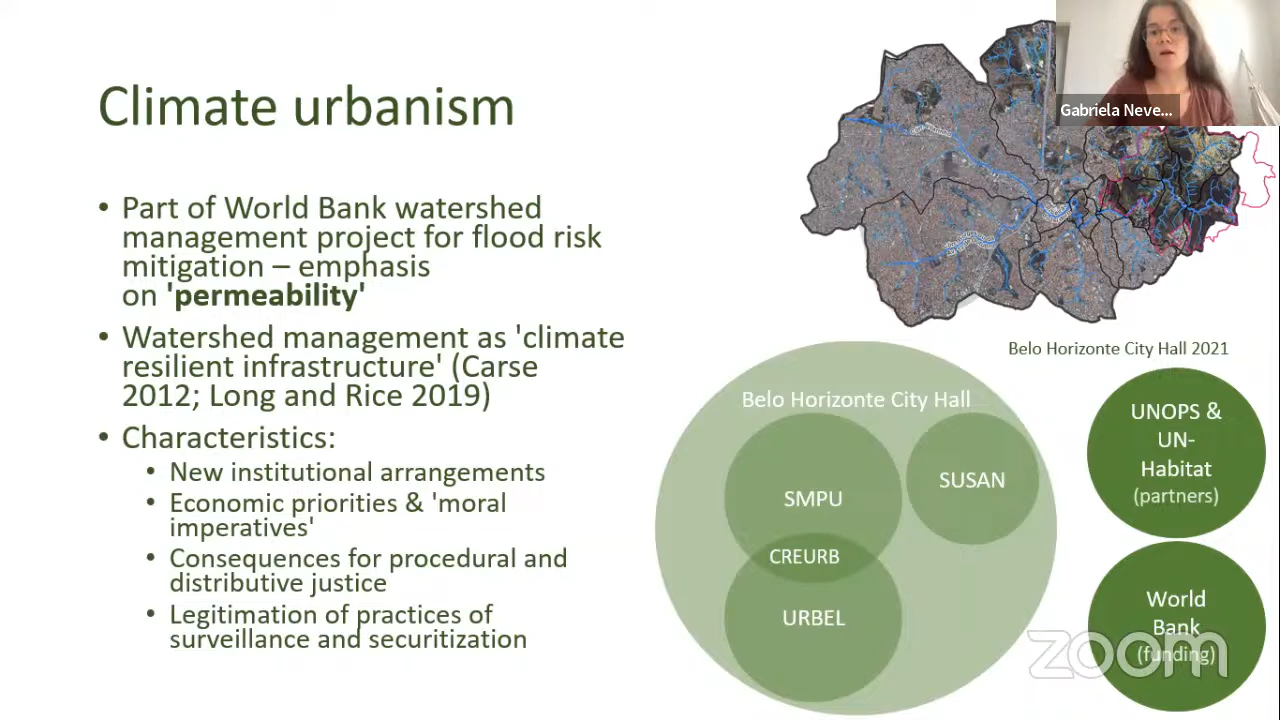 Climate urbanism
• Part of World Bank watershed
management project for flood risk
mitigation – emphasis
on 'permeability'
• Watershed management as 'climate
resilient infrastructure' (Carse
2012; Long and Rice 2019)
• Characteristics:
• New institutional arrangements
• Economic priorities & 'moral
imperatives'
• Consequences for procedural and
distributive justice
• Legitimation of practices of
surveillance and securitization
Gabriela Neve...
Belo Horizonte City Hall 2021
Belo Horizonte City Hall
SMPU
SUSAN
CREURB
URBEL
UNOPS &
UN-
Habitat
(partners)
World
Bank
(funding)
zoom